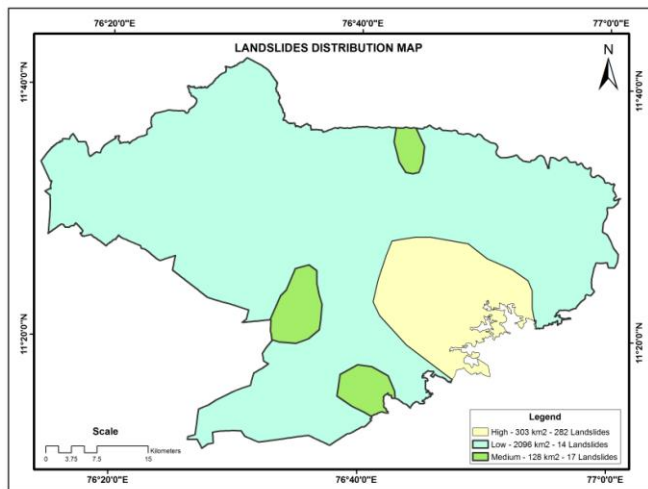 76°20'0"E 76°40'0"E 77°0'0"E
LANDSLIDES DISTRIBUTION MAP
N
11°40'0"N 11°40'0"N
11°20'0"N 11°20'0"N
Scale
Kilometers
0 3.75 7.5 15
Legend
High - 303 km2 - 282 Landslides
Low - 2096 km2 - 14 Landslides
Medium - 128 km2 - 17 Landslides
76°20'0"E 76°40'0"E 77°0'0"E